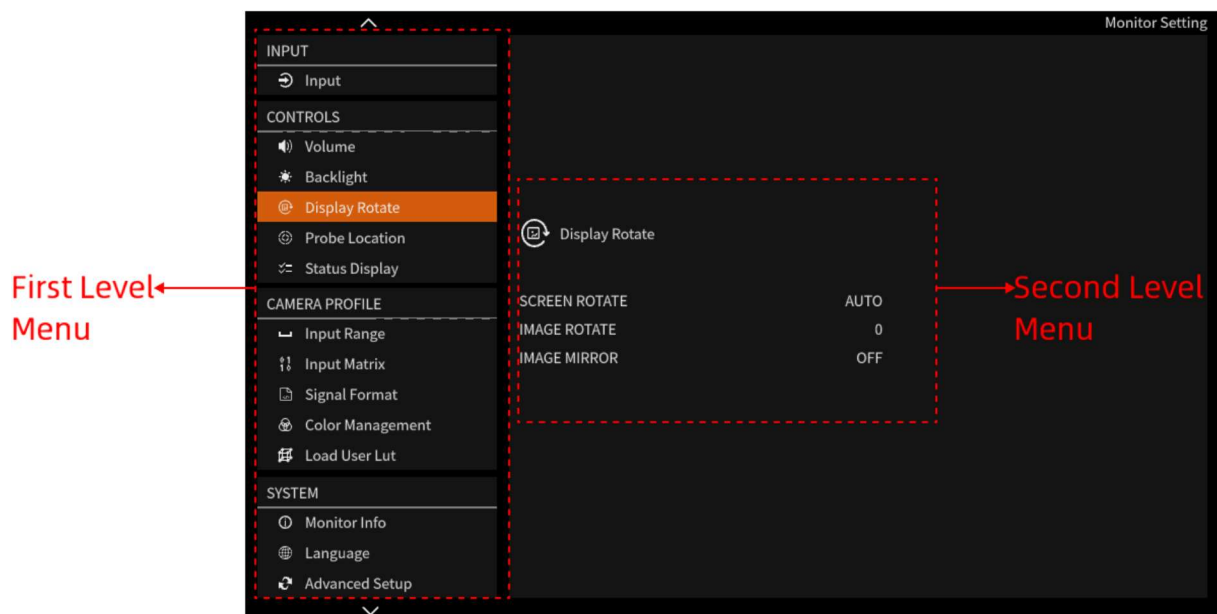 Monitor Setting
INPUT
Input
CONTROLS
Volume
Backlight
Display Rotate
Probe Location
Status Display
CAMERA PROFILE
Input Range
Input Matrix
Signal Format
Color Management
Load User Lut
SYSTEM
Monitor Info
Language
Advanced Setup
Display Rotate
SCREEN ROTATE AUTO
IMAGE ROTATE 0
IMAGE MIRROR OFF
First Level
Menu
Second Level
Menu